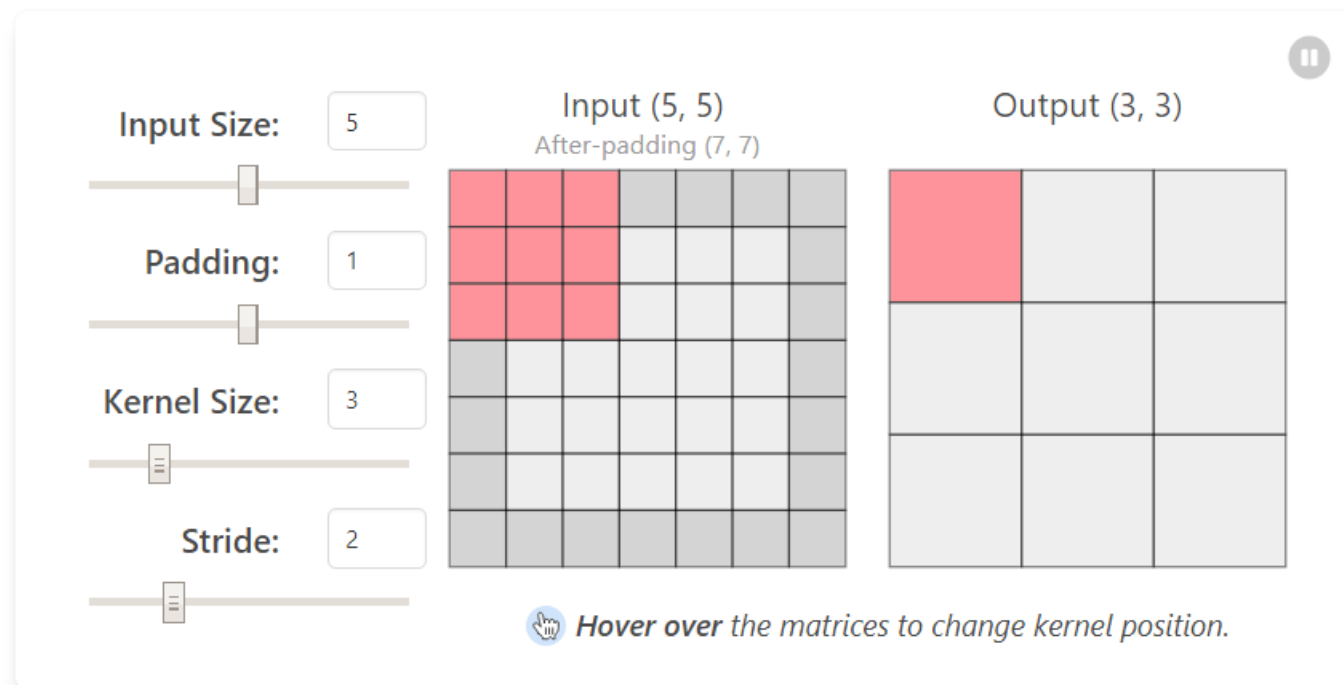 Input Size: 5
Padding: 1
Kernel Size: 3
Stride: 2
Input (5, 5)
After-padding (7, 7)
Output (3, 3)
Hover over the matrices to change kernel position.